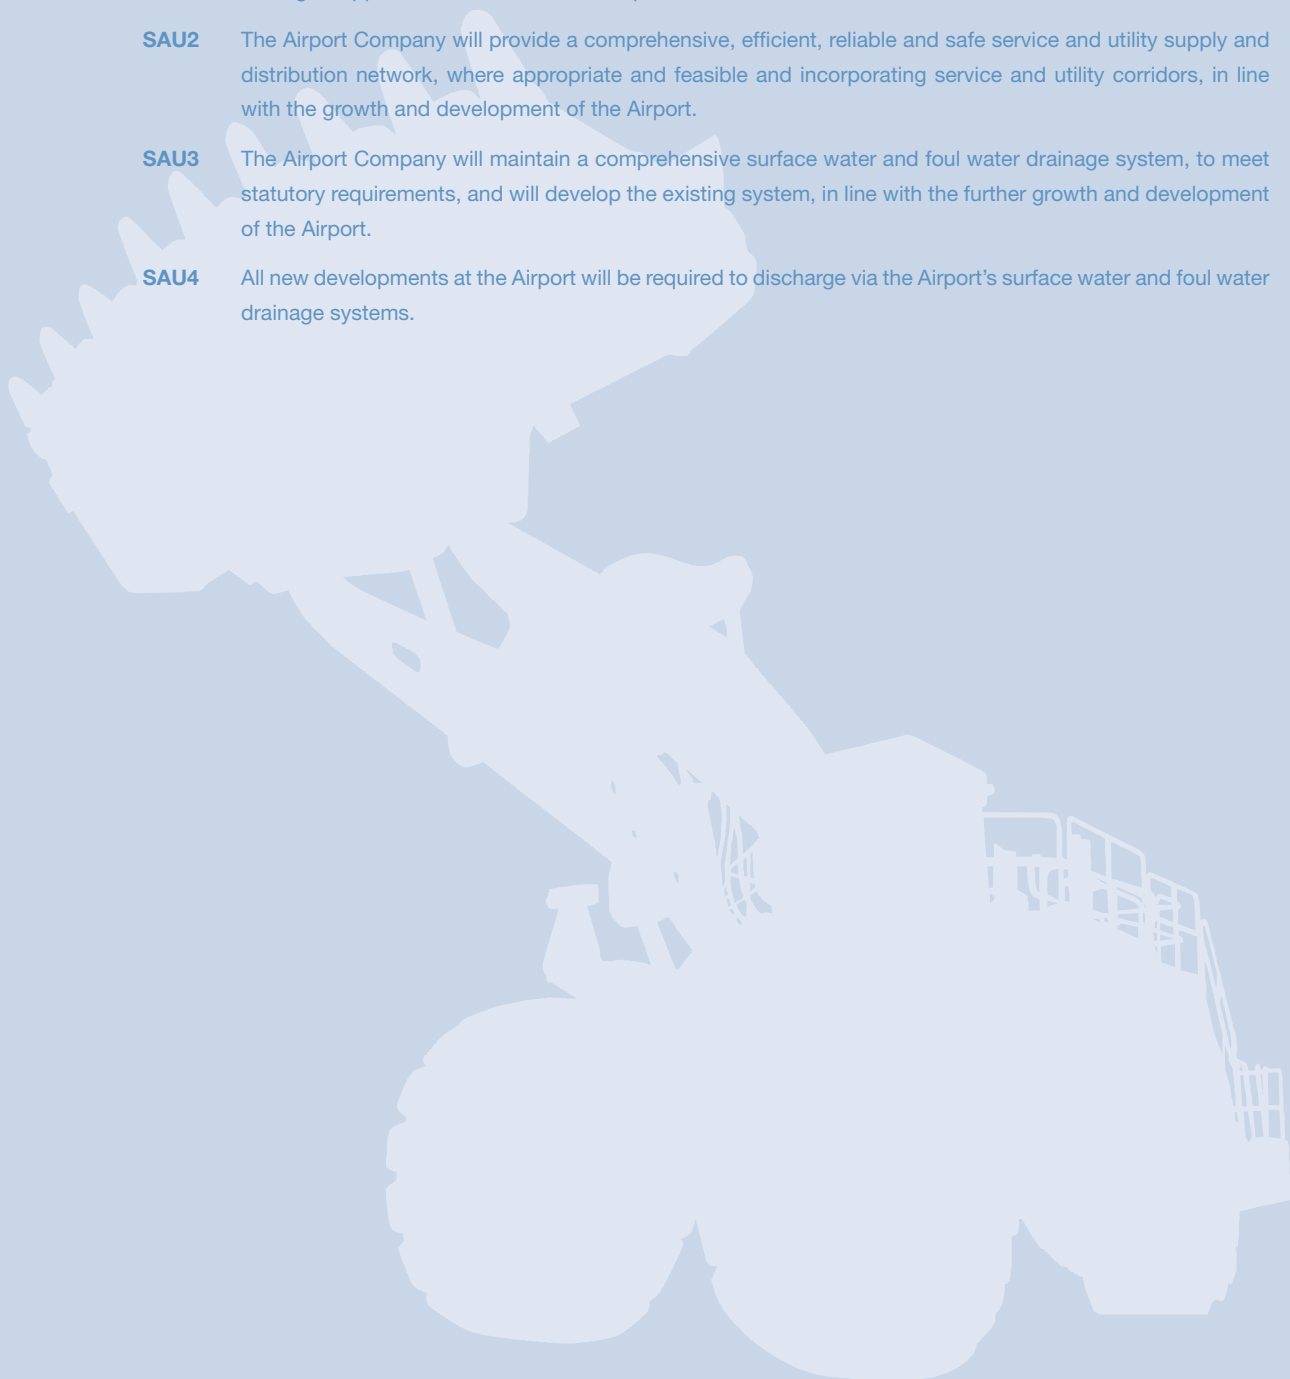 SAU2 The Airport Company will provide a comprehensive, efficient, reliable and safe service and utility supply and
distribution network, where appropriate and feasible and incorporating service and utility corridors, in line
with the growth and development of the Airport.
SAU3 The Airport Company will maintain a comprehensive surface water and foul water drainage system, to meet
statutory requirements, and will develop the existing system, in line with the further growth and development
of the Airport.
SAU4 All new developments at the Airport will be required to discharge via the Airport’s surface water and foul water
drainage systems.